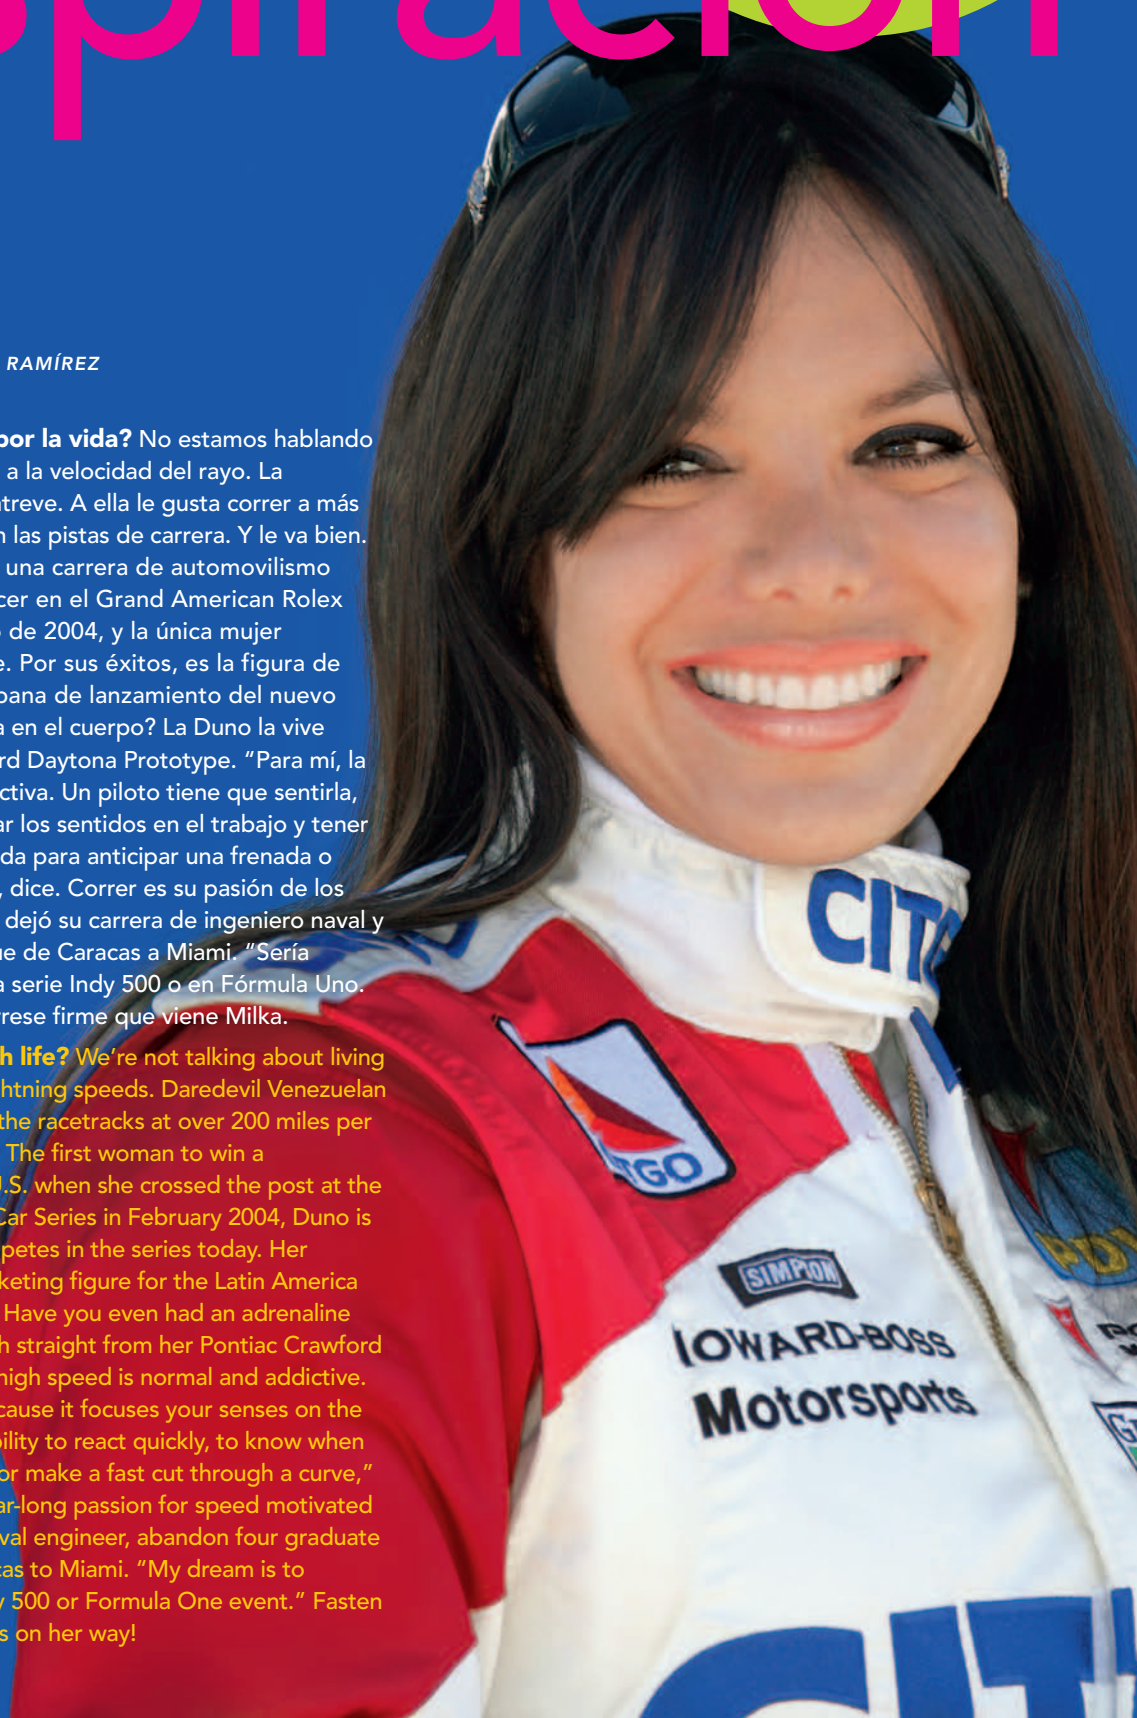 spiración
RAMÍREZ
por la vida? No estamos hablando
a la velocidad del rayo. La
treve. A ella le gusta correr a más
n las pistas de carrera. Y le va bien.
una carrera de automovilismo
cer en el Grand American Rolex
o de 2004, y la única mujer
e. Por sus éxitos, es la figura de
pana de lanzamiento del nuevo
a en el cuerpo? La Duno la vive
rd Daytona Prototype. “Para mí, la
ctiva. Un piloto tiene que sentirla,
ar los sentidos en el trabajo y tener
da para anticipar una frenada o
, dice. Correr es su pasión de los
dejó su carrera de ingeniero naval y
ue de Caracas a Miami. “Sería
a serie Indy 500 o en Fórmula Uno.
rrese firme que viene Milka.
h life? We’re not talking about living
htning speeds. Daredevil Venezuelan
the racetracks at over 200 miles per
The first woman to win a
U.S. when she crossed the post at the
Car Series in February 2004, Duno is
petes in the series today. Her
keting figure for the Latin America
Have you even had an adrenaline
h straight from her Pontiac Crawford
high speed is normal and addictive.
cause it focuses your senses on the
bility to react quickly, to know when
or make a fast cut through a curve,”
ar-long passion for speed motivated
val engineer, abandon four graduate
cas to Miami. “My dream is to
y 500 or Formula One event.” Fasten
s on her way!
CITG
TGO
SIMPSON
HOWARD-BOSS
Motorsports
PDV
CIT